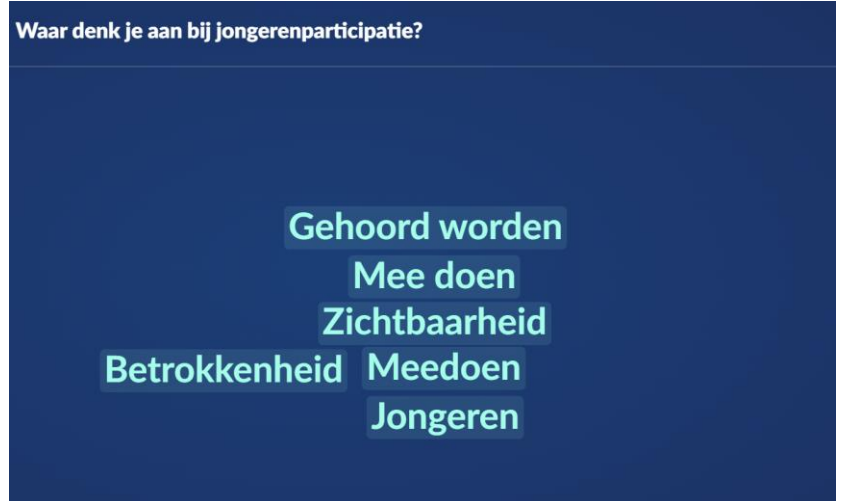 Waar denk je aan bij jongerenparticipatie?
Gehoord worden
Mee doen
Zichtbaarheid
Betrokkenheid Meedoen
Jongeren